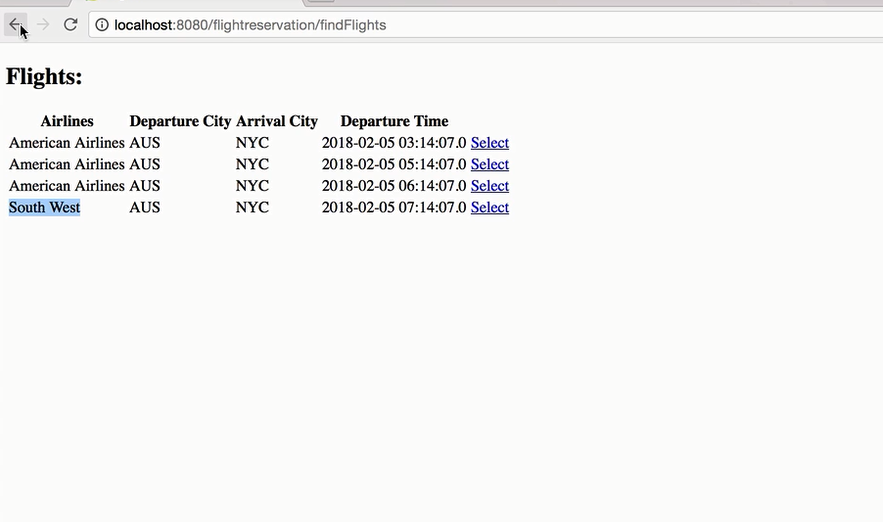 localhost:8080/flightreservation/findFlights
Flights:
Airlines Departure City Arrival City Departure Time
American Airlines AUS NYC 2018-02-05 03:14:07.0 Select
American Airlines AUS NYC 2018-02-05 05:14:07.0 Select
American Airlines AUS NYC 2018-02-05 06:14:07.0 Select
South West AUS NYC 2018-02-05 07:14:07.0 Select